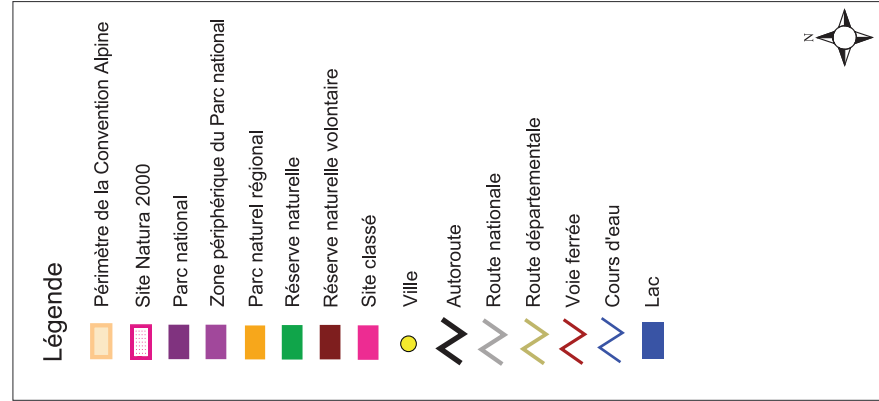 Légende
Périmètre de la Convention Alpine
Site Natura 2000
Parc national
Zone périphérique du Parc national
Parc naturel régional
Réserve naturelle
Réserve naturelle volontaire
Site classé
Ville
Autoroute
Route nationale
Route départementale
Voie ferrée
Cours d'eau
Lac
N